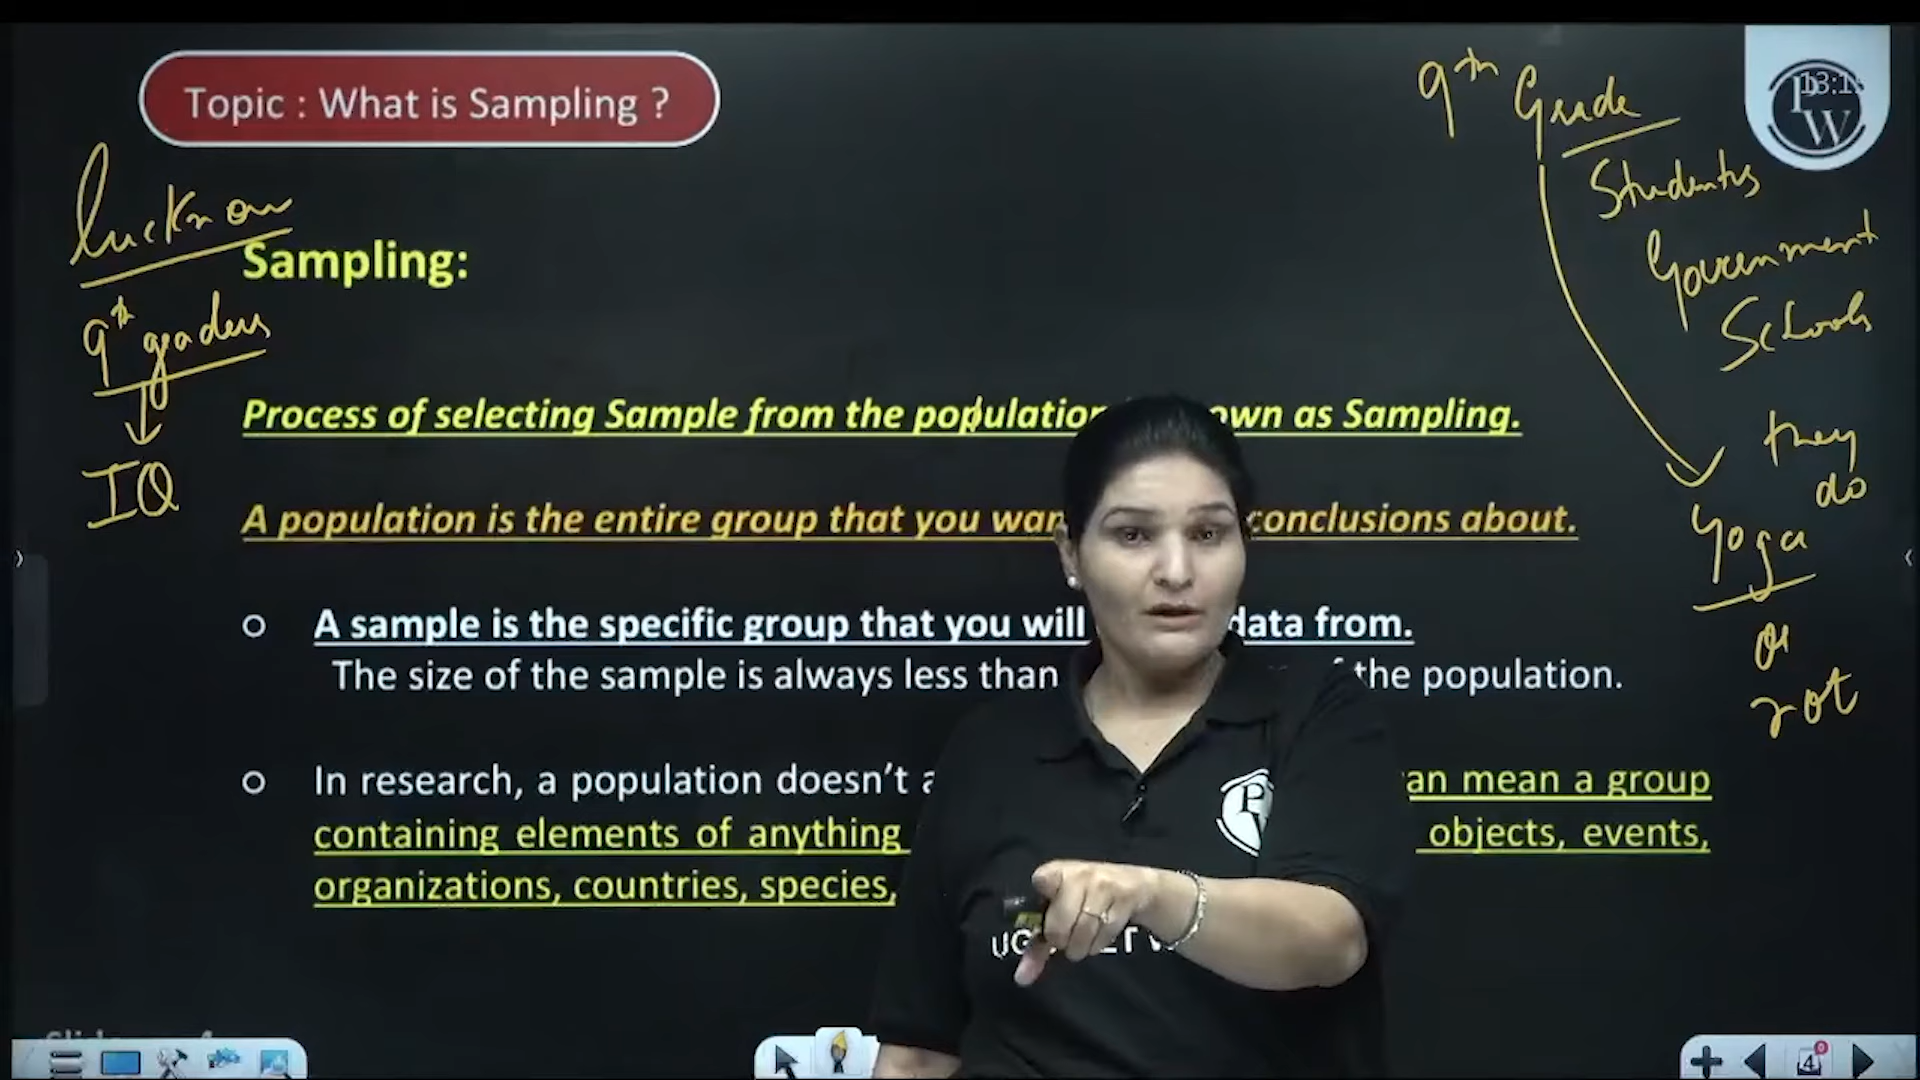 Topic : What is Sampling ?
9th Grade
Students
Government
Schools
they
do
Yoga
or
not
Lucknow
9th graders
IQ
Sampling:
Process of selecting Sample from the population own as Sampling.
A population is the entire group that you wan conclusions about.
A sample is the specific group that you will data from.
The size of the sample is always less than the population.
In research, a population doesn't a an mean a group
containing elements of anything objects, events,
organizations, countries, species,
PW
4